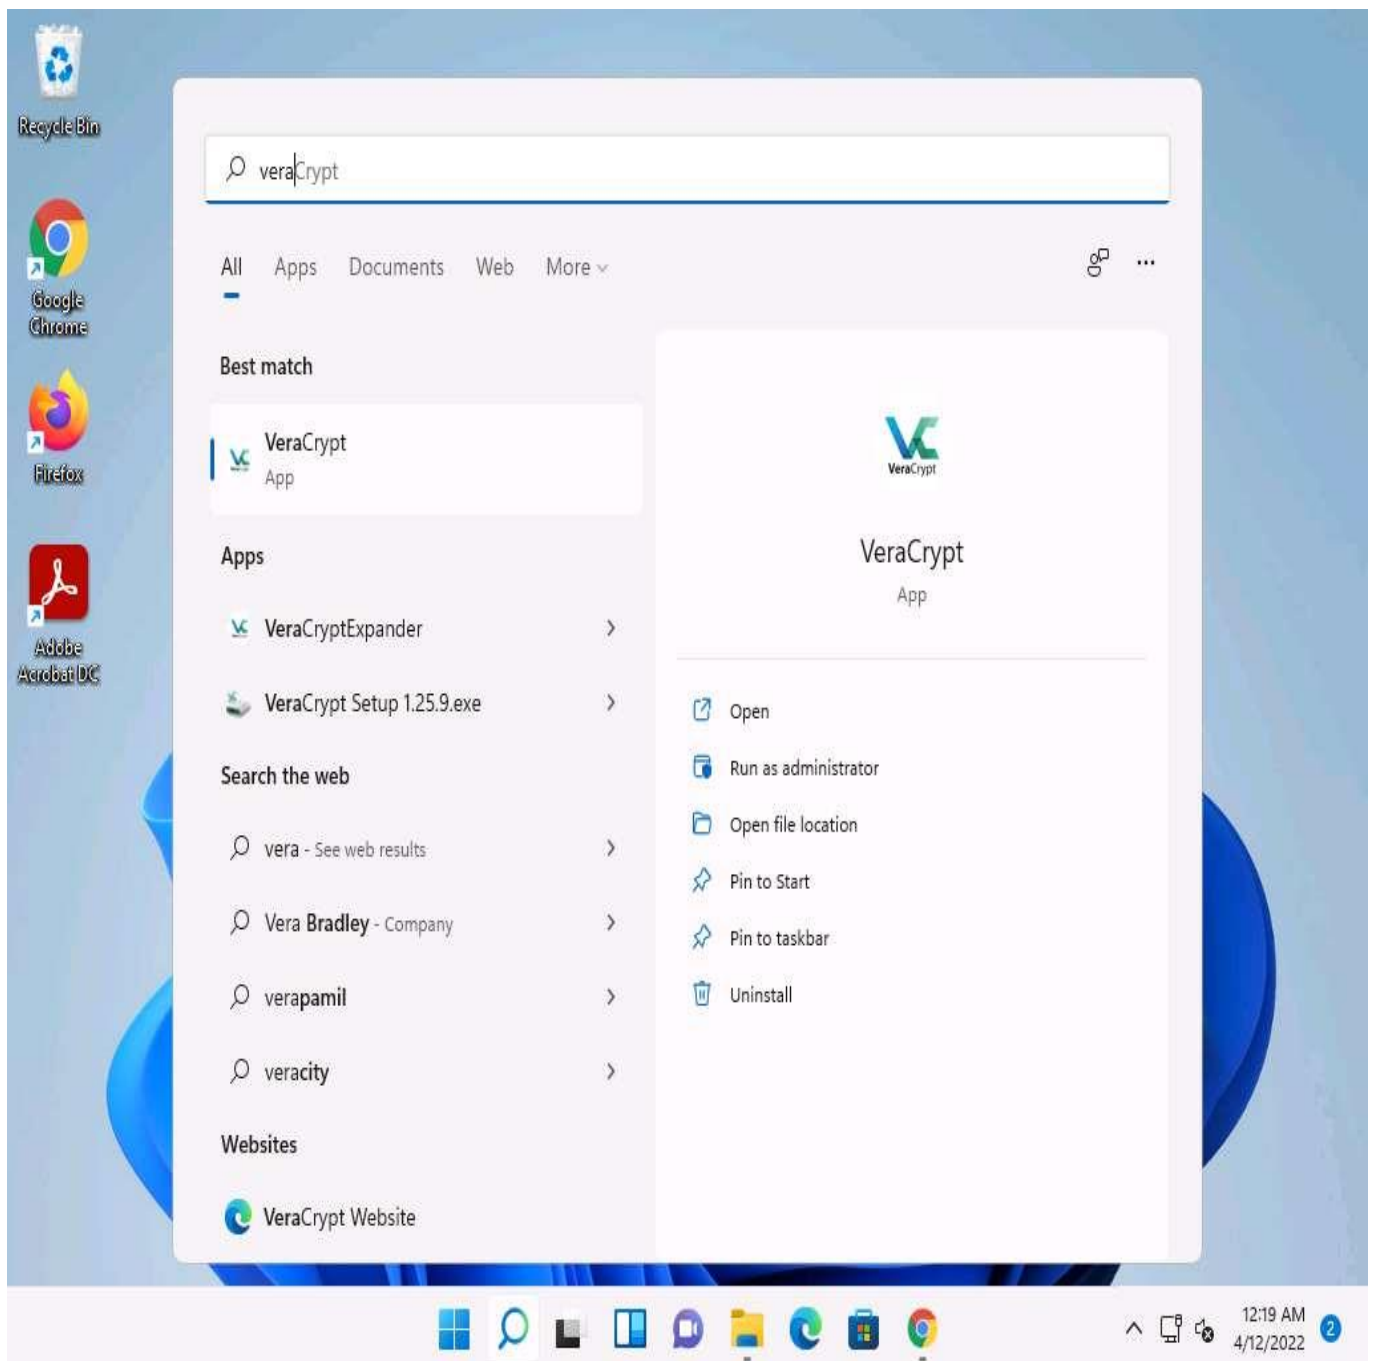 Recycle Bin
Google
Chrome
Firefox
Adobe
Acrobat DC
veraCrypt
All Apps Documents Web More
Best match
VeraCrypt
App
Apps
VeraCryptExpander
VeraCrypt Setup 1.25.9.exe
Search the web
vera - See web results
Vera Bradley - Company
verapamil
veracity
Websites
VeraCrypt Website
VeraCrypt
VeraCrypt
App
Open
Run as administrator
Open file location
Pin to Start
Pin to taskbar
Uninstall
12:19 AM
4/12/2022
2